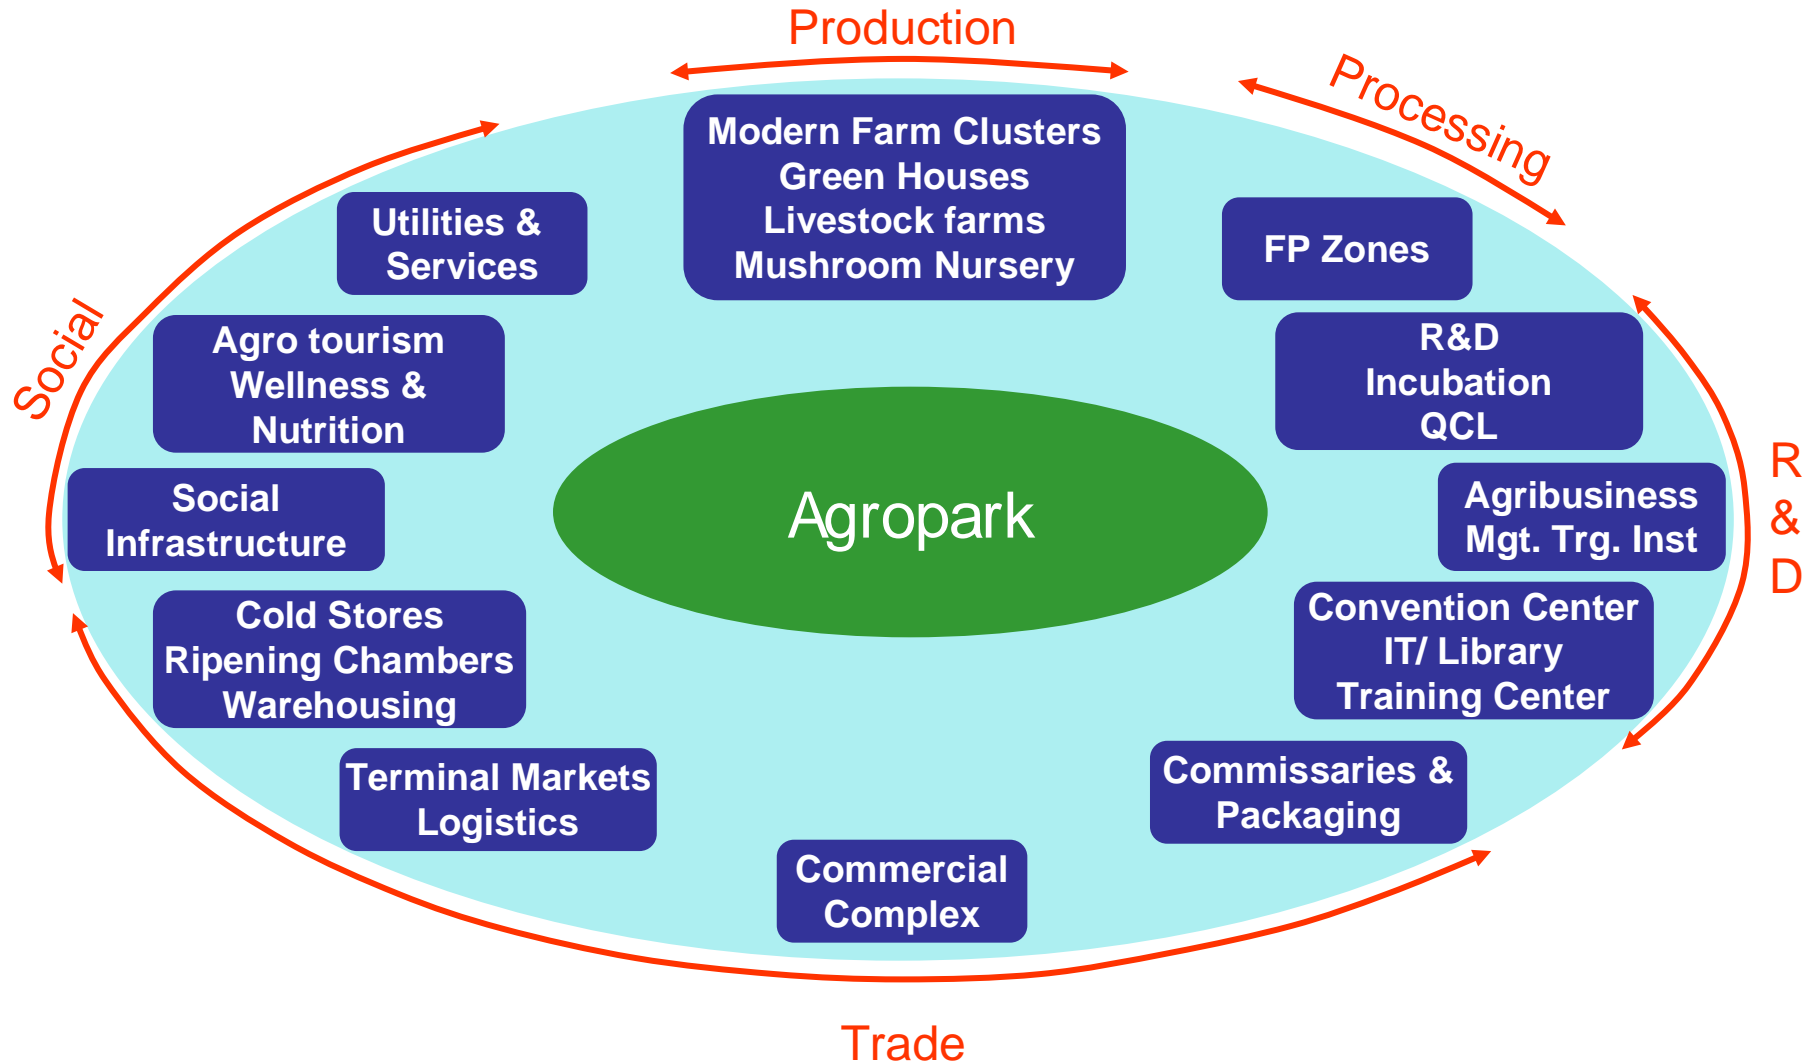 Production
Processing
Modern Farm Clusters
Green Houses
Livestock farms
Mushroom Nursery
Utilities &
Services
FP Zones
Social
Agro tourism
Wellness &
Nutrition
R&D
Incubation
QCL
R
&
D
Agropark
Social
Infrastructure
Agribusiness
Mgt. Trg. Inst
Cold Stores
Ripening Chambers
Warehousing
Convention Center
IT/ Library
Training Center
Terminal Markets
Logistics
Commissaries &
Packaging
Commercial
Complex
Trade